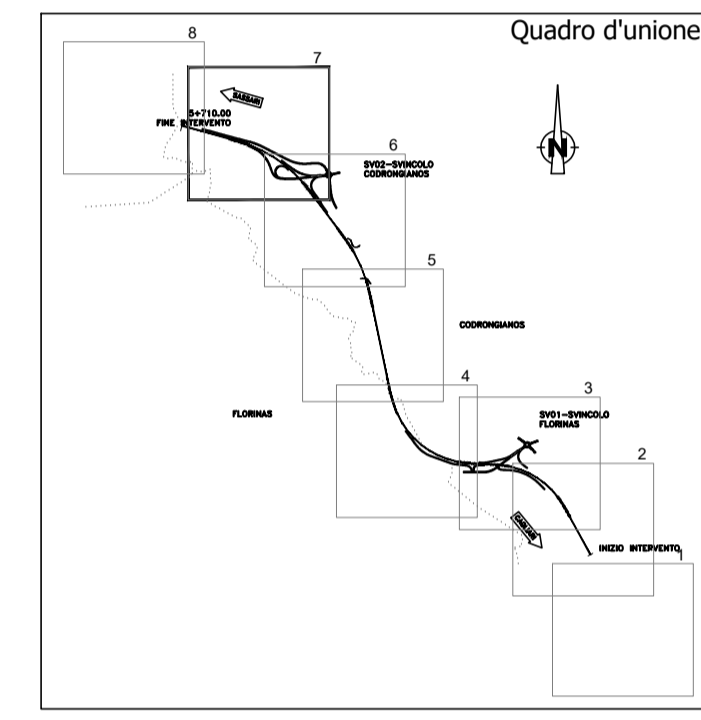 Quadro d'unione
8
7
SASSARI
5+710.00
FINE INTERVENTO
N
6
SV02-SVINCOLO
CODRONGIANOS
5
CODRONGIANOS
4
3
FLORINAS
SV01-SVINCOLO
FLORINAS
2
CAGLIARI
INIZIO INTERVENTO
1